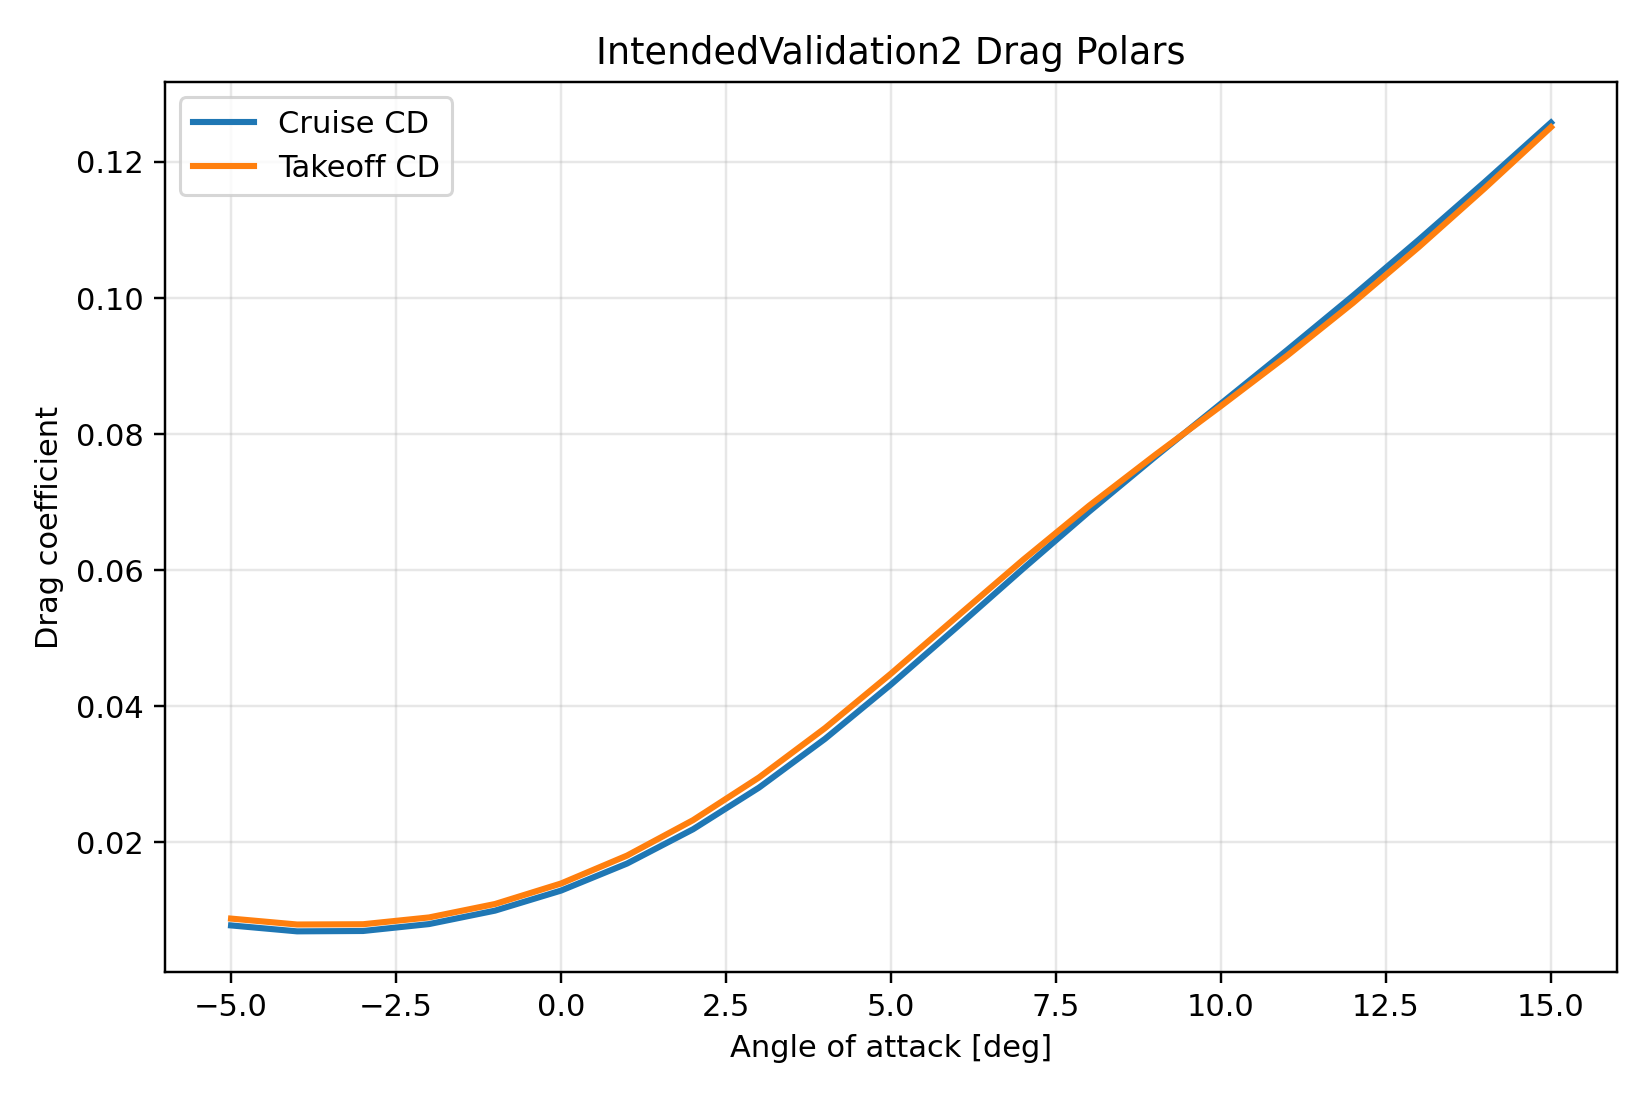 IntendedValidation2 Drag Polars
Cruise CD
Takeoff CD
0.12
0.10
0.08
0.06
0.04
0.02
Drag coefficient
−5.0 −2.5 0.0 2.5 5.0 7.5 10.0 12.5 15.0
Angle of attack [deg]